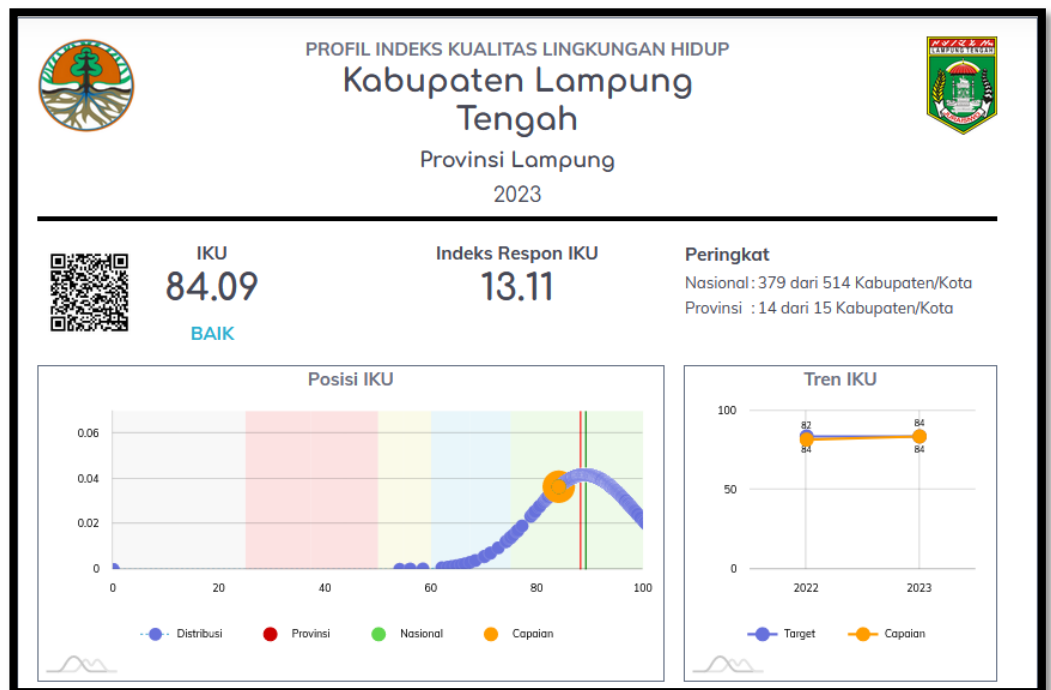 PROFIL INDEKS KUALITAS LINGKUNGAN HIDUP
Kabupaten Lampung
Tengah
Provinsi Lampung
2023
LAMPUNG TENGAH
IKU
84.09
BAIK
Indeks Respon IKU
13.11
Peringkat
Nasional : 379 dari 514 Kabupaten/Kota
Provinsi : 14 dari 15 Kabupaten/Kota
Posisi IKU
0.06
0.04
0.02
0
0 20 40 60 80 100
Distribusi Provinsi Nasional Capaian
Tren IKU
100
50
0
82 84
84 84
2022 2023
Target Capaian